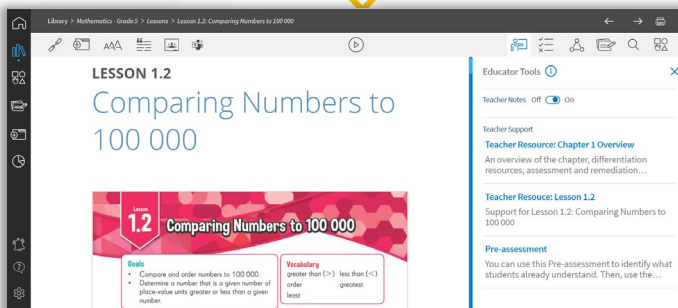 Library > Mathematics - Grade 5 > Lessons > Lesson 1.2: Comparing Numbers to 100 000
AAA
LESSON 1.2
Comparing Numbers to
100 000
Lesson
1.2 Comparing Numbers to 100 000
Goals
• Compare and order numbers to 100 000.
• Determine a number that is a given number of
place-value units greater or less than a given
number.
Vocabulary
greater than (>) less than (<)
order greatest
least
Educator Tools
Teacher Notes Off On
Teacher Support
Teacher Resource: Chapter 1 Overview
An overview of the chapter, differentiation
resources, assessment and remediation...
Teacher Resouce: Lesson 1.2
Support for Lesson 1.2: Comparing Numbers to
100 000
Pre-assessment
You can use this Pre-assessment to identify what
students already understand. Then, use the...